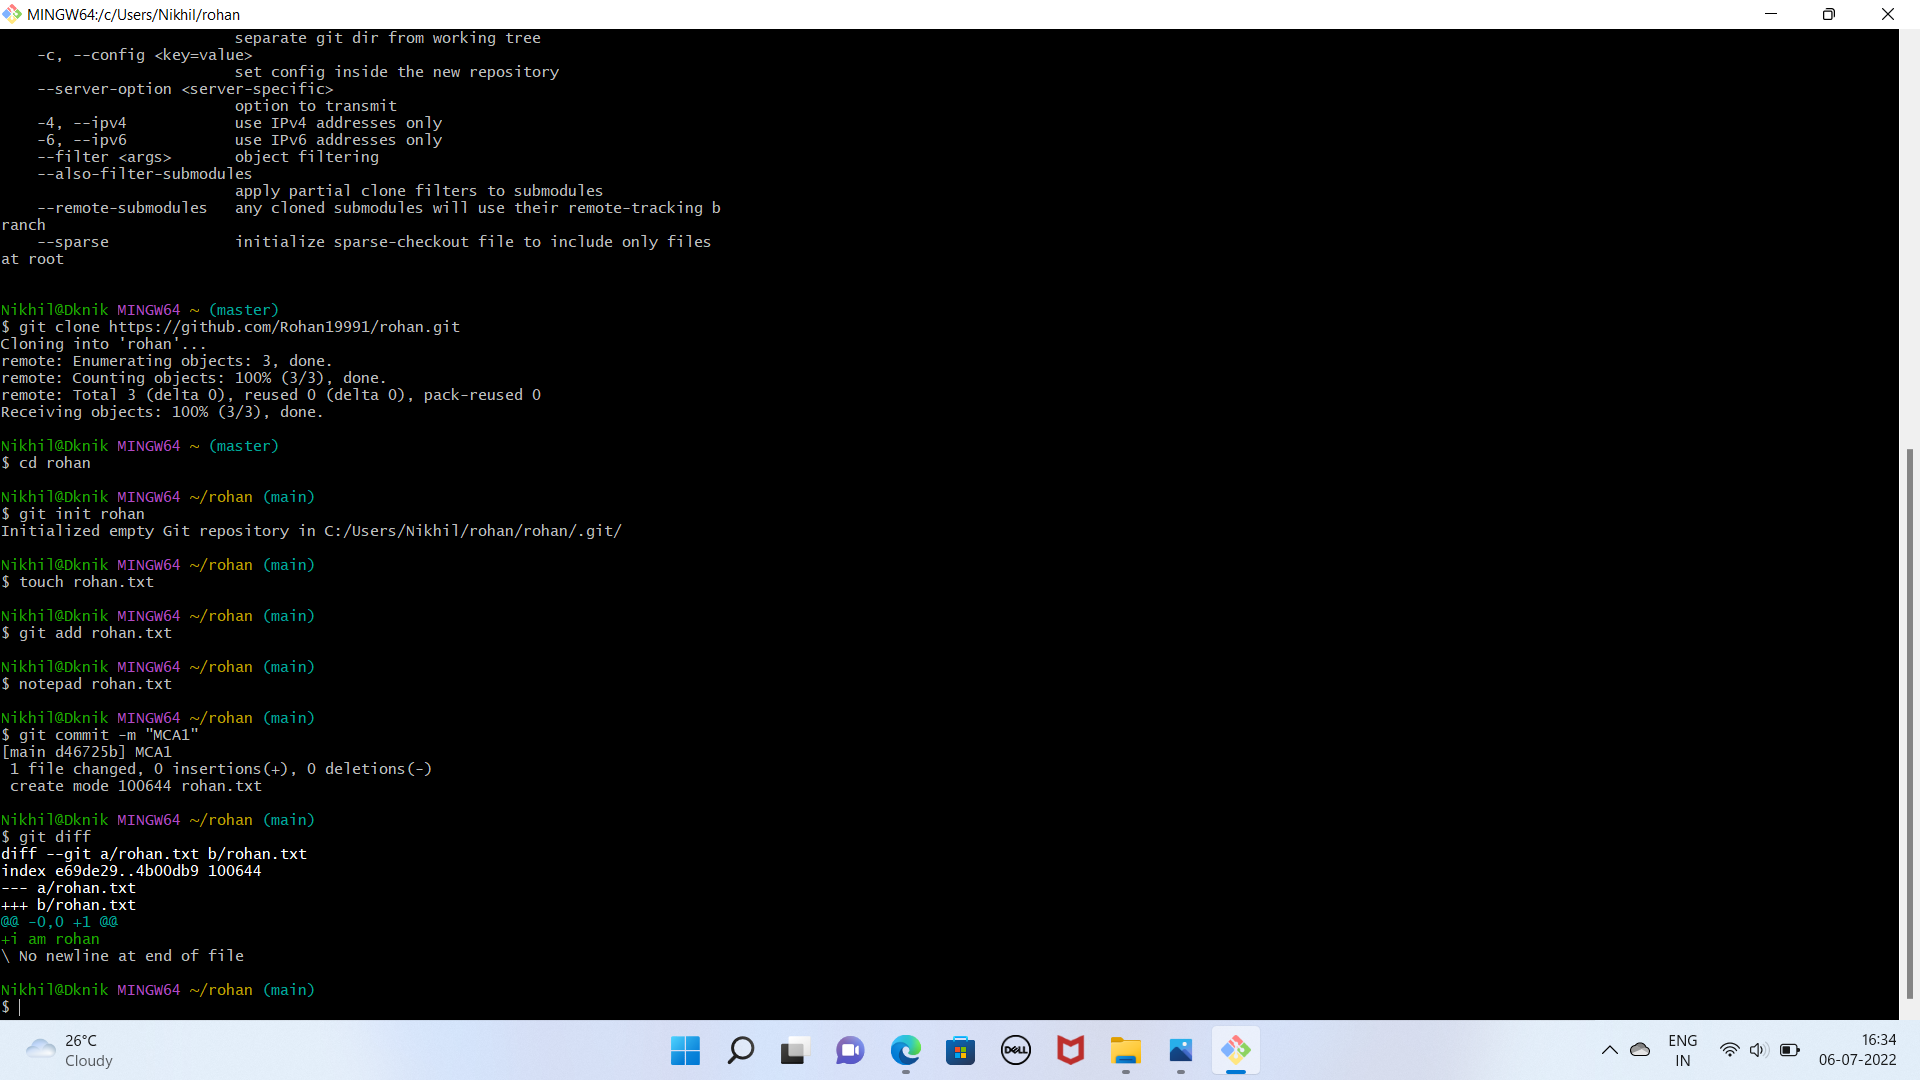 MINGW64:/c/Users/Nikhil/rohan
separate git dir from working tree
-c, --config <key=value>
set config inside the new repository
--server-option <server-specific>
option to transmit
-4, --ipv4 use IPv4 addresses only
-6, --ipv6 use IPv6 addresses only
--filter <args> object filtering
--also-filter-submodules
apply partial clone filters to submodules
--remote-submodules any cloned submodules will use their remote-tracking b
ranch
--sparse initialize sparse-checkout file to include only files
at root
Nikhil@Dknik MINGW64 ~ (master)
$ git clone https://github.com/Rohan19991/rohan.git
Cloning into 'rohan'...
remote: Enumerating objects: 3, done.
remote: Counting objects: 100% (3/3), done.
remote: Total 3 (delta 0), reused 0 (delta 0), pack-reused 0
Receiving objects: 100% (3/3), done.
Nikhil@Dknik MINGW64 ~ (master)
$ cd rohan
Nikhil@Dknik MINGW64 ~/rohan (main)
$ git init rohan
Initialized empty Git repository in C:/Users/Nikhil/rohan/rohan/.git/
Nikhil@Dknik MINGW64 ~/rohan (main)
$ touch rohan.txt
Nikhil@Dknik MINGW64 ~/rohan (main)
$ git add rohan.txt
Nikhil@Dknik MINGW64 ~/rohan (main)
$ notepad rohan.txt
Nikhil@Dknik MINGW64 ~/rohan (main)
$ git commit -m "MCA1"
[main d46725b] MCA1
1 file changed, 0 insertions(+), 0 deletions(-)
create mode 100644 rohan.txt
Nikhil@Dknik MINGW64 ~/rohan (main)
$ git diff
diff --git a/rohan.txt b/rohan.txt
index e69de29..4b00db9 100644
--- a/rohan.txt
+++ b/rohan.txt
@@ -0,0 +1 @@
+i am rohan
\ No newline at end of file
Nikhil@Dknik MINGW64 ~/rohan (main)
$
26°C
Cloudy
DELL
ENG
IN
16:34
06-07-2022